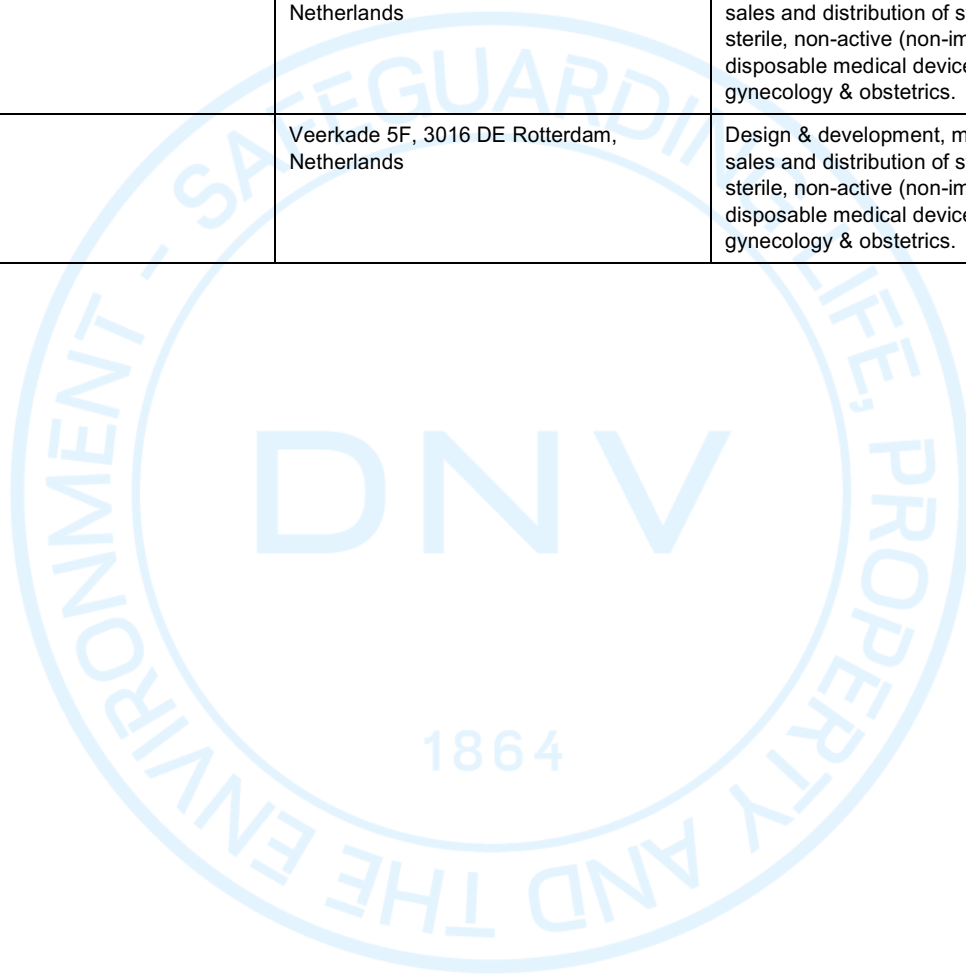 Netherlands
sales and distribution of s
sterile, non-active (non-im
disposable medical device
gynecology & obstetrics.
Veerkade 5F, 3016 DE Rotterdam,
Netherlands
Design & development, m
sales and distribution of s
sterile, non-active (non-im
disposable medical device
gynecology & obstetrics.
SAFEGUARDING LIFE, PROPERTY AND THE ENVIRONMENT -
DNV
1864